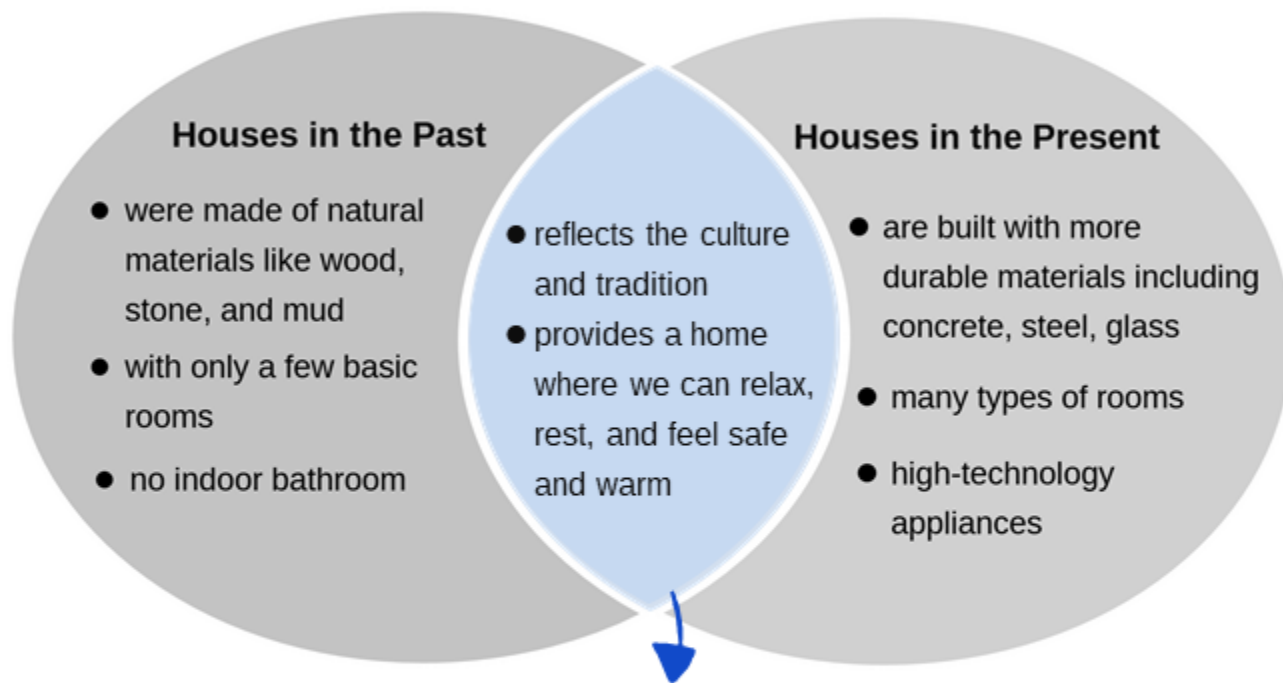 Houses in the Past
● were made of natural
materials like wood,
stone, and mud
● with only a few basic
rooms
● no indoor bathroom
● reflects the culture
and tradition
● provides a home
where we can relax,
rest, and feel safe
and warm
Houses in the Present
● are built with more
durable materials including
concrete, steel, glass
● many types of rooms
● high-technology
appliances